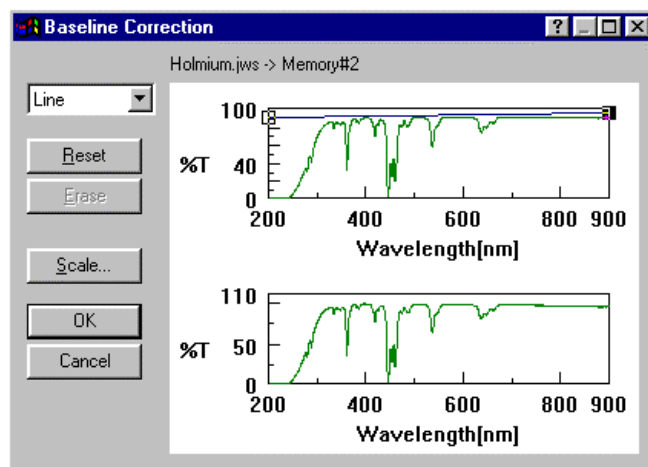 Baseline Correction
Holmium.jws -> Memory#2
Line
Reset
Erase
Scale...
OK
Cancel
100
%T
40
0
200 400 600 800 900
Wavelength[nm]
110
%T
50
0
200 400 600 800 900
Wavelength[nm]